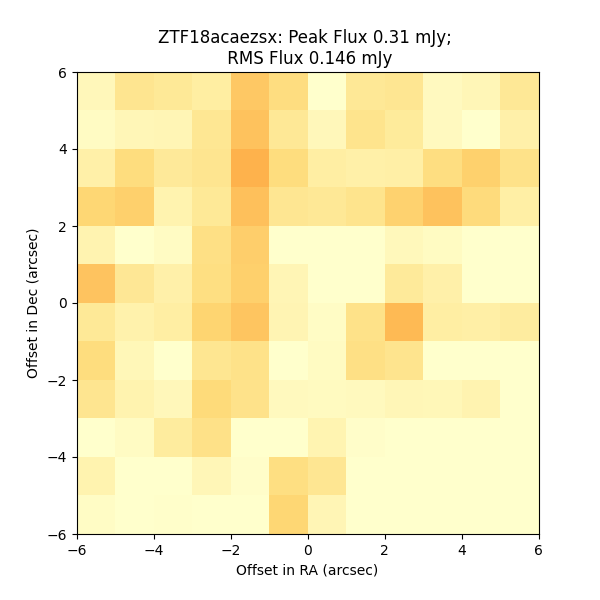 ZTF18acaezsx: Peak Flux 0.31 mJy;
RMS Flux 0.146 mJy
6
4
2
0
−2
−4
−6
Offset in Dec (arcsec)
−6 −4 −2 0 2 4 6
Offset in RA (arcsec)